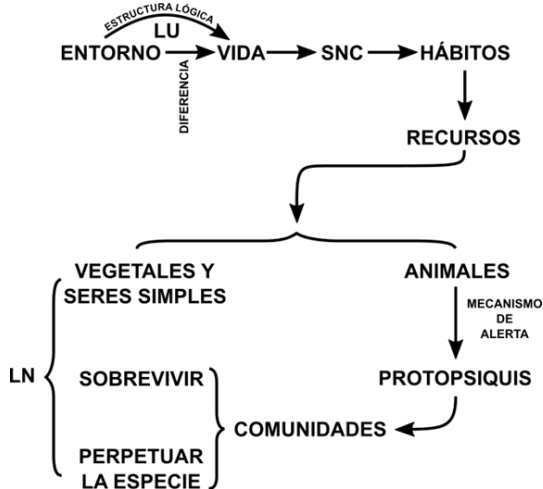 ESTRUCTURA LÓGICA
LU
ENTORNO VIDA SNC HÁBITOS
DIFERENCIA
RECURSOS
VEGETALES Y
SERES SIMPLES
ANIMALES
MECANISMO
DE
ALERTA
LN
SOBREVIVIR
PROTOPSIQUIS
COMUNIDADES
PERPETUAR
LA ESPECIE